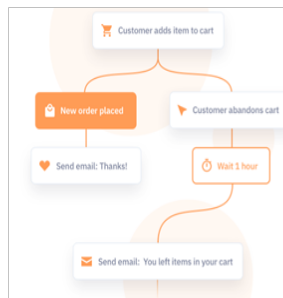 Customer adds item to cart
New order placed
Customer abandons cart
Send email: Thanks!
Wait 1 hour
Send email: You left items in your cart